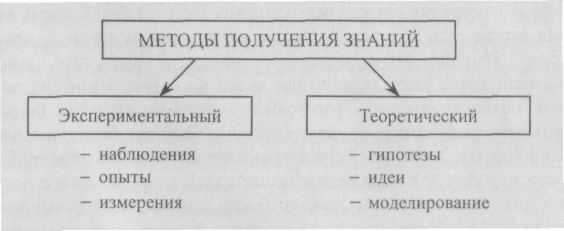 МЕТОДЫ ПОЛУЧЕНИЯ ЗНАНИЙ
Экспериментальный
– наблюдения
– опыты
– измерения
Теоретический
– гипотезы
– идеи
– моделирование